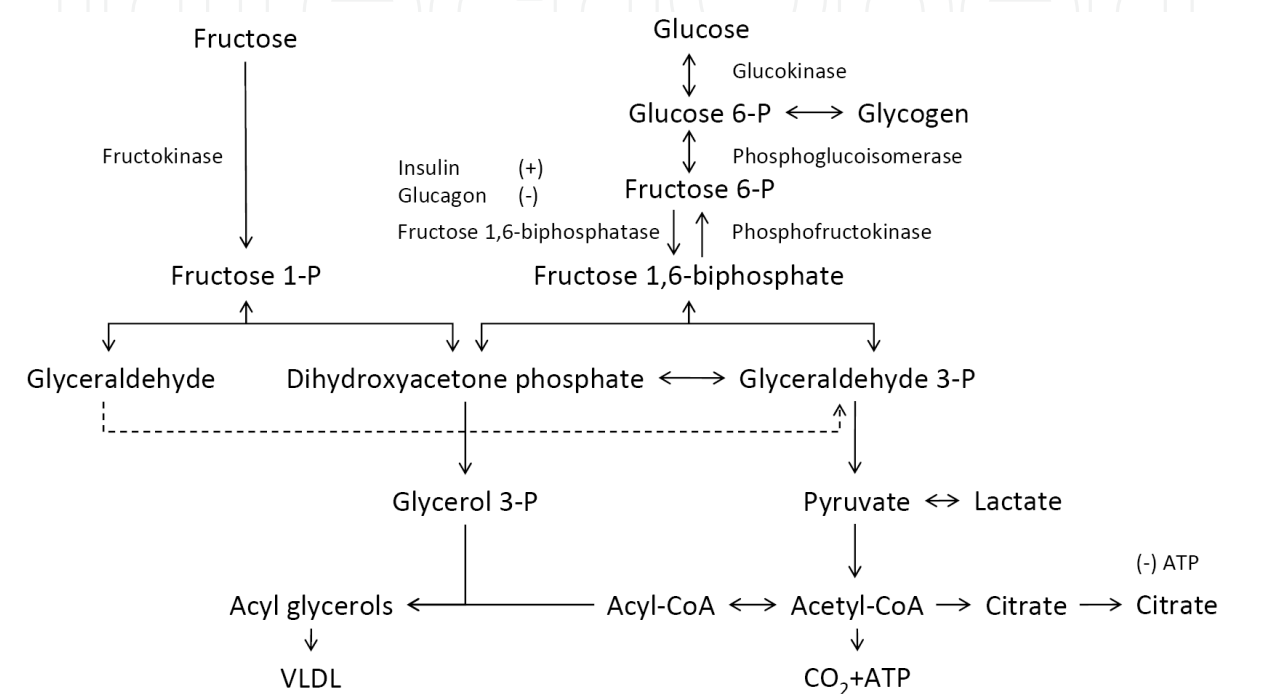 Fructose
Glucose
Glucokinase
Glucose 6-P
Glycogen
Fructokinase
Insulin (+)
Glucagon (-)
Phosphoglucoisomerase
Fructose 6-P
Fructose 1,6-biphosphatase
Phosphofructokinase
Fructose 1-P
Fructose 1,6-biphosphate
Glyceraldehyde
Dihydroxyacetone phosphate
Glyceraldehyde 3-P
Glycerol 3-P
Pyruvate
Lactate
(-) ATP
Acyl glycerols
Acyl-CoA
Acetyl-CoA
Citrate
Citrate
VLDL
CO₂+ATP